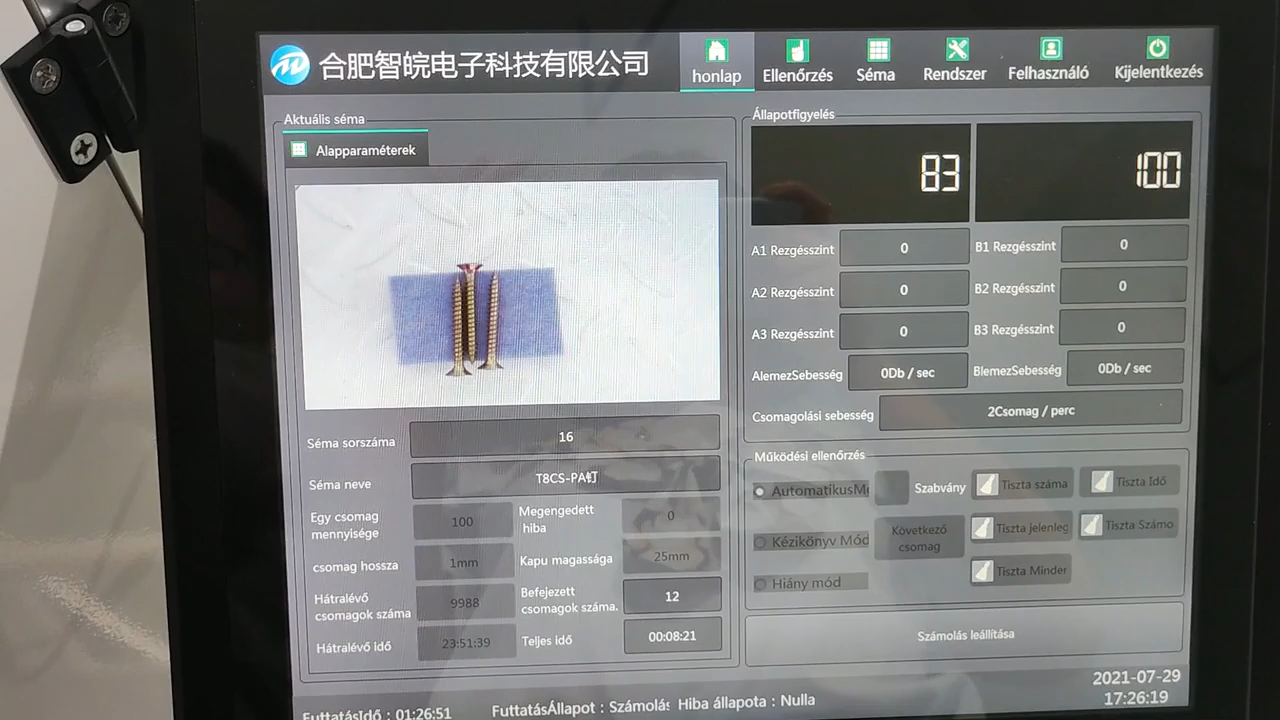 合肥智皖电子科技有限公司
honlap
Ellenőrzés
Séma
Rendszer
Felhasználó
Kijelentkezés
Aktuális séma
Alapparaméterek
Séma sorszáma
16
Séma neve
T8CS-PA钉
Egy csomag
mennyisége
100
Megengedett
hiba
0
csomag hossza
1mm
Kapu magassága
25mm
Hátralévő
csomagok száma
9988
Befejezett
csomagok száma.
12
Hátralévő Idő
23:51:39
Teljes idő
00:08:21
Állapotfigyelés
83
100
A1 Rezgésszint
0
B1 Rezgésszint
0
A2 Rezgésszint
0
B2 Rezgésszint
0
A3 Rezgésszint
0
B3 Rezgésszint
0
AlemezSebesség
0Db / sec
BlemezSebesség
0Db / sec
Csomagolási sebesség
2Csomag / perc
Működési ellenőrzés
AutomatikusMó
Szabvány
Tiszta száma
Tiszta Idő
Kézikönyv Mód
Következő
csomag
Tiszta jelenleg
Tiszta Számo
Hiány mód
Tiszta Minder
Számolás leállítása
FuttatásIdő : 01:26:51
FuttatásÁllapot : Számolás
Hiba állapota : Nulla
2021-07-29
17:26:19